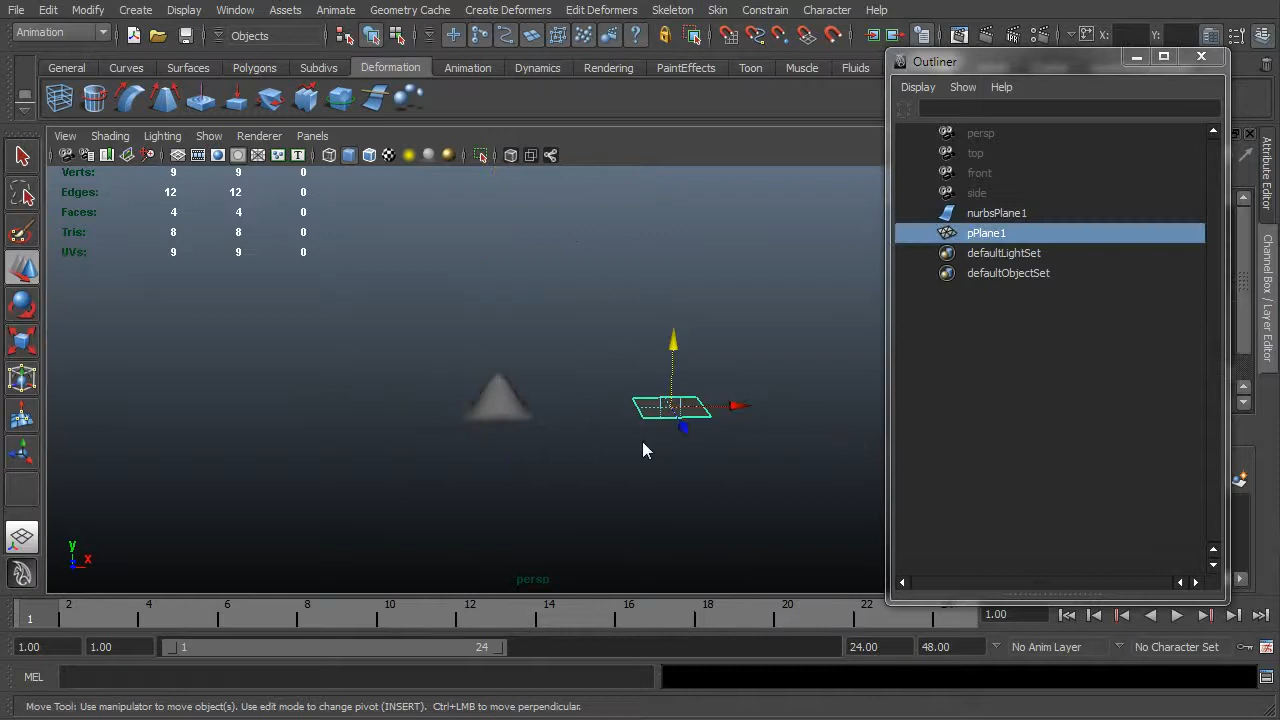 File Edit Modify Create Display Window Assets Animate Geometry Cache Create Deformers Edit Deformers Skeleton Skin Constrain Character Help
Animation Objects X: Y:
Outliner
General Curves Surfaces Subdivs Polygons Deformation Animation Dynamics Rendering PaintEffects Toon Muscle Fluids
Display Show Help
View Shading Lighting Show Renderer Panels
persp
top
front
side
nurbsPlane1
pPlane1
defaultLightSet
defaultObjectSet
Attribute Editor
Channel Box / Layer Editor
Verts: 9 9 0
Edges: 12 12 0
Faces: 4 4 0
Tris: 8 8 0
UVs: 9 9 0
y
x
persp
2 4 6 8 10 12 14 16 18 20 22 24
1 1.00
1.00 1.00 1 24 24.00 48.00 No Anim Layer No Character Set
MEL
Move Tool: Use manipulator to move object(s). Use edit mode to change pivot (INSERT). Ctrl+LMB to move perpendicular.